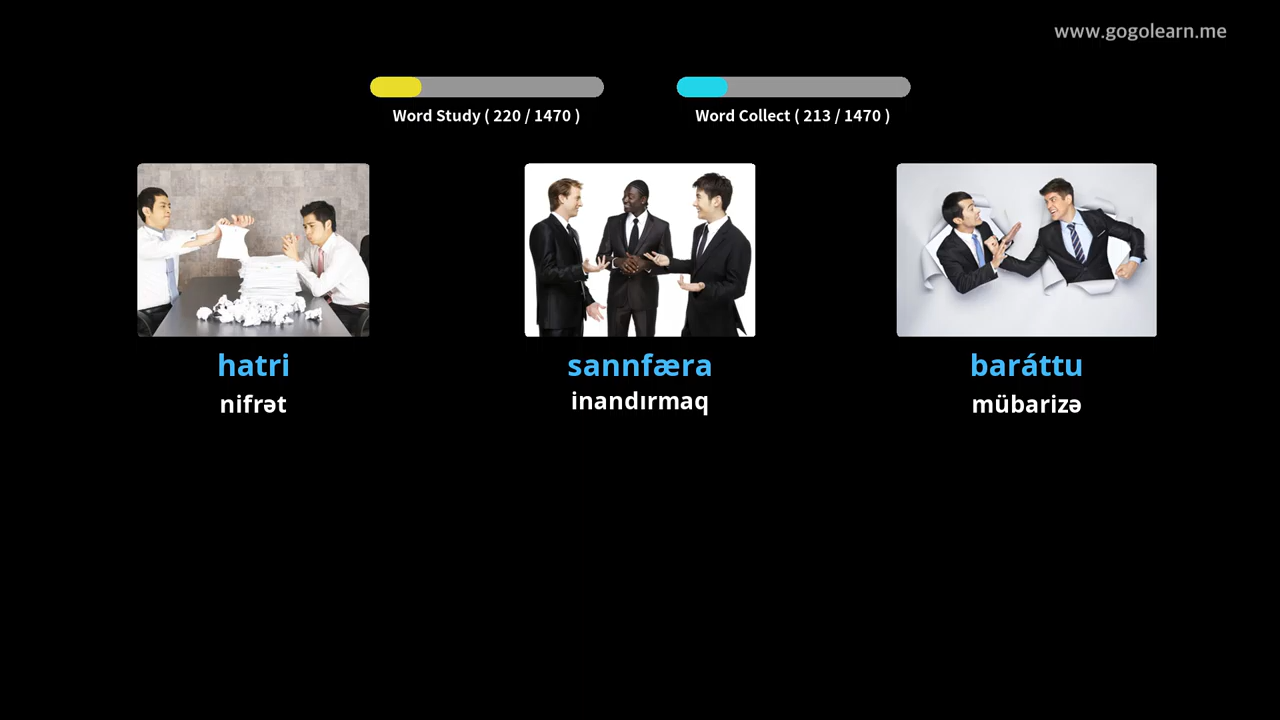 www.gogolearn.me
Word Study ( 220 / 1470 )
Word Collect ( 213 / 1470 )
hatri
nifrət
sannfæra
inandırmaq
baráttu
mübarizə